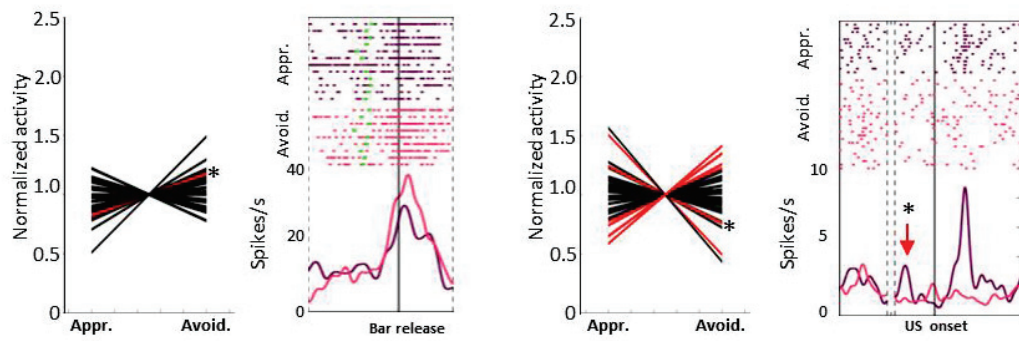 Normalized activity
2.5
2.0
1.5
1.0
0.5
0
*
Appr.
Avoid.
Appr.
Avoid.
Spikes/s
40
20
0
Bar release
Normalized activity
2.5
2.0
1.5
1.0
0.5
0
*
Appr.
Avoid.
Appr.
Avoid.
Spikes/s
10
5
0
*
US onset